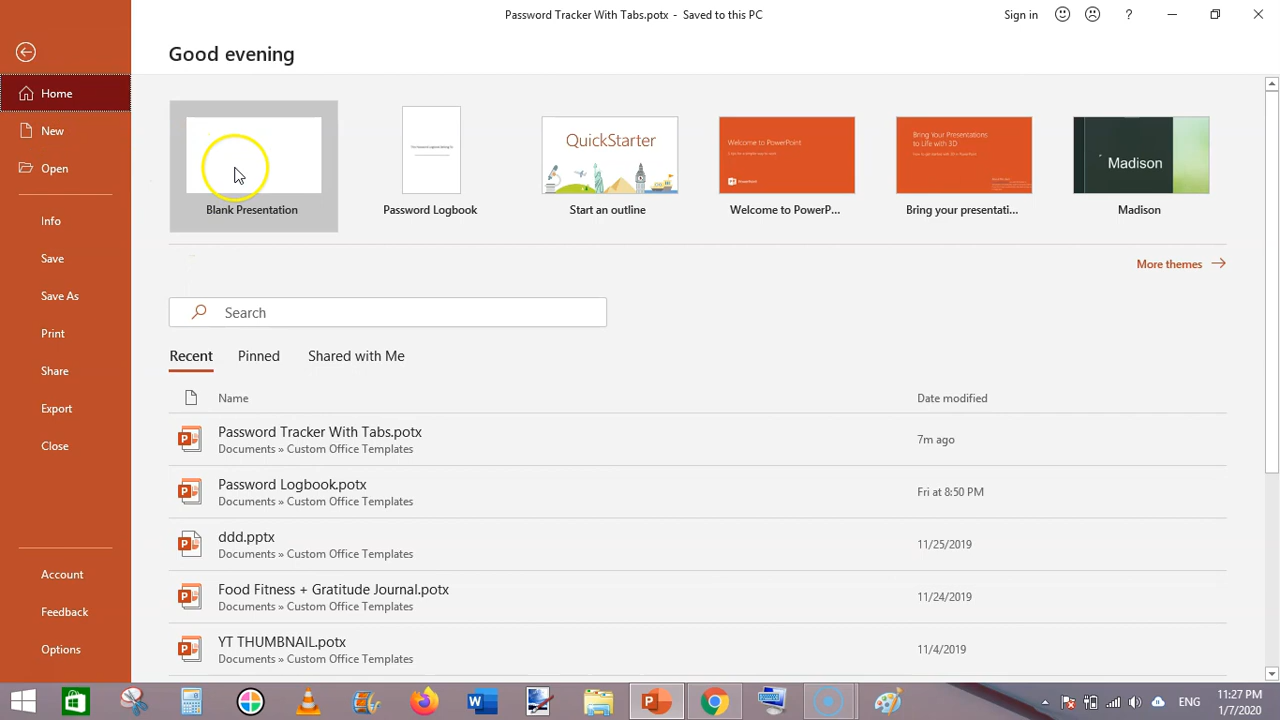 Password Tracker With Tabs.potx - Saved to this PC
Sign in
?
Good evening
Home
New
Open
Info
Save
Save As
Print
Share
Export
Close
Account
Feedback
Options
QuickStarter
Welcome to PowerPoint
PowerPoint
Bring Your Presentations
to Life with 3D
Madison
Blank Presentation
Password Logbook
Start an outline
Welcome to PowerP...
Bring your presentati...
Madison
More themes
Search
Recent Pinned Shared with Me
Name Date modified
Password Tracker With Tabs.potx
Documents » Custom Office Templates
7m ago
Password Logbook.potx
Documents » Custom Office Templates
Fri at 8:50 PM
ddd.pptx
Documents » Custom Office Templates
11/25/2019
Food Fitness + Gratitude Journal.potx
Documents » Custom Office Templates
11/24/2019
YT THUMBNAIL.potx
Documents » Custom Office Templates
11/4/2019
ENG
11:27 PM
1/7/2020